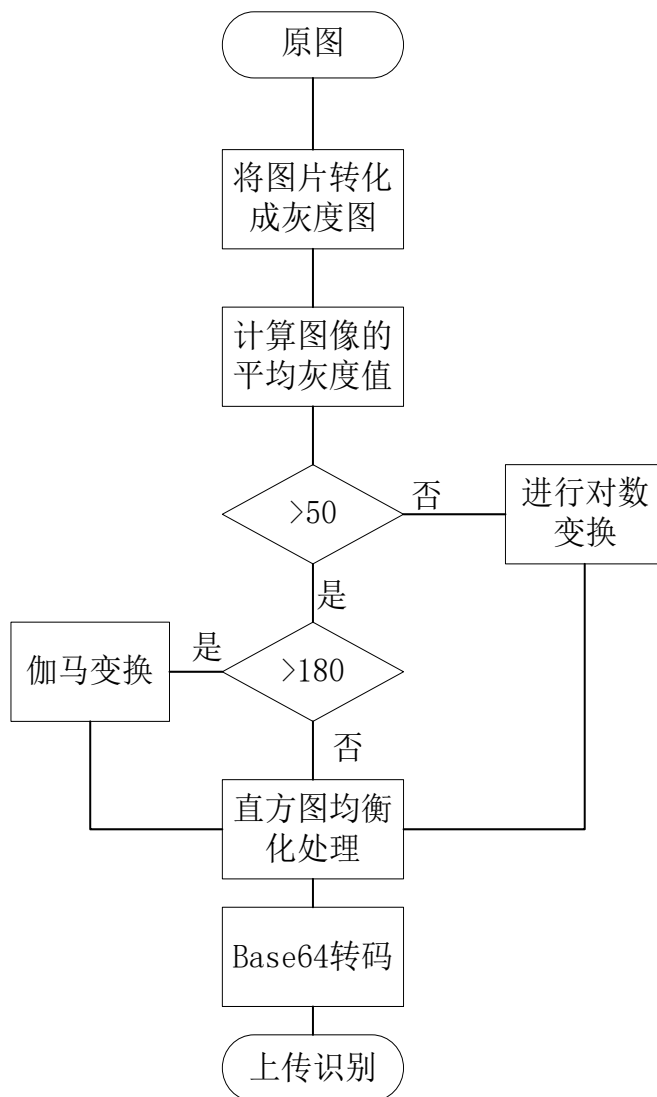 原图
将图片转化
成灰度图
计算图像的
平均灰度值
>50
否
进行对数
变换
是
伽马变换
是
>180
否
直方图均衡
化处理
Base64转码
上传识别